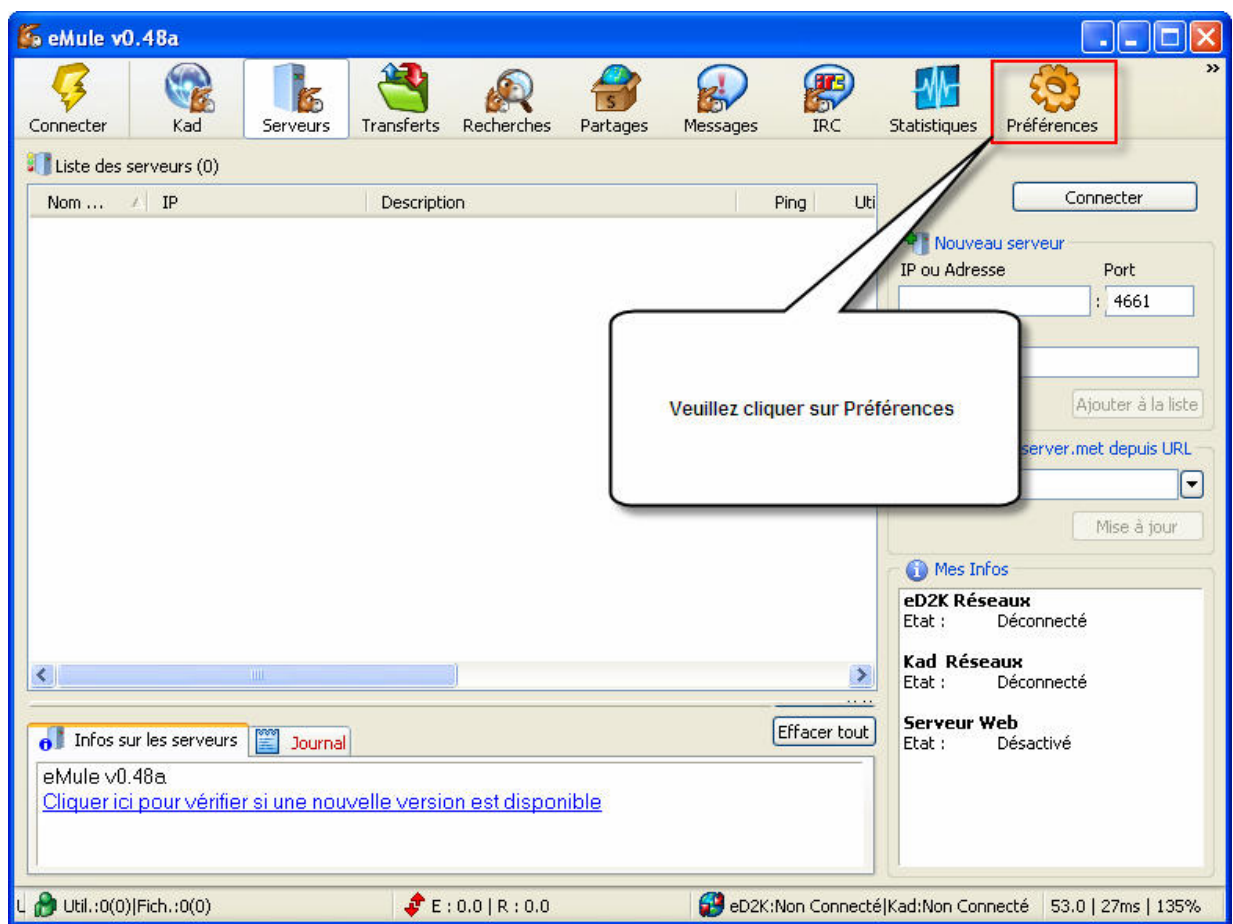 eMule v0.48a
Connecter Kad Serveurs Transferts Recherches Partages Messages IRC Statistiques Préférences
Liste des serveurs (0)
Nom ... IP Description Ping Uti
Connecter
Nouveau serveur
IP ou Adresse Port
: 4661
Veuillez cliquer sur Préférences
Ajouter à la liste
server.met depuis URL
Mise à jour
Mes Infos
eD2K Réseaux
Etat : Déconnecté
Kad Réseaux
Etat : Déconnecté
Serveur Web
Etat : Désactivé
Infos sur les serveurs Journal Effacer tout
eMule v0.48a
Cliquer ici pour vérifier si une nouvelle version est disponible
Util.:0(0)|Fich.:0(0) E : 0.0 | R : 0.0 eD2K:Non Connecté|Kad:Non Connecté 53.0 | 27ms | 135%